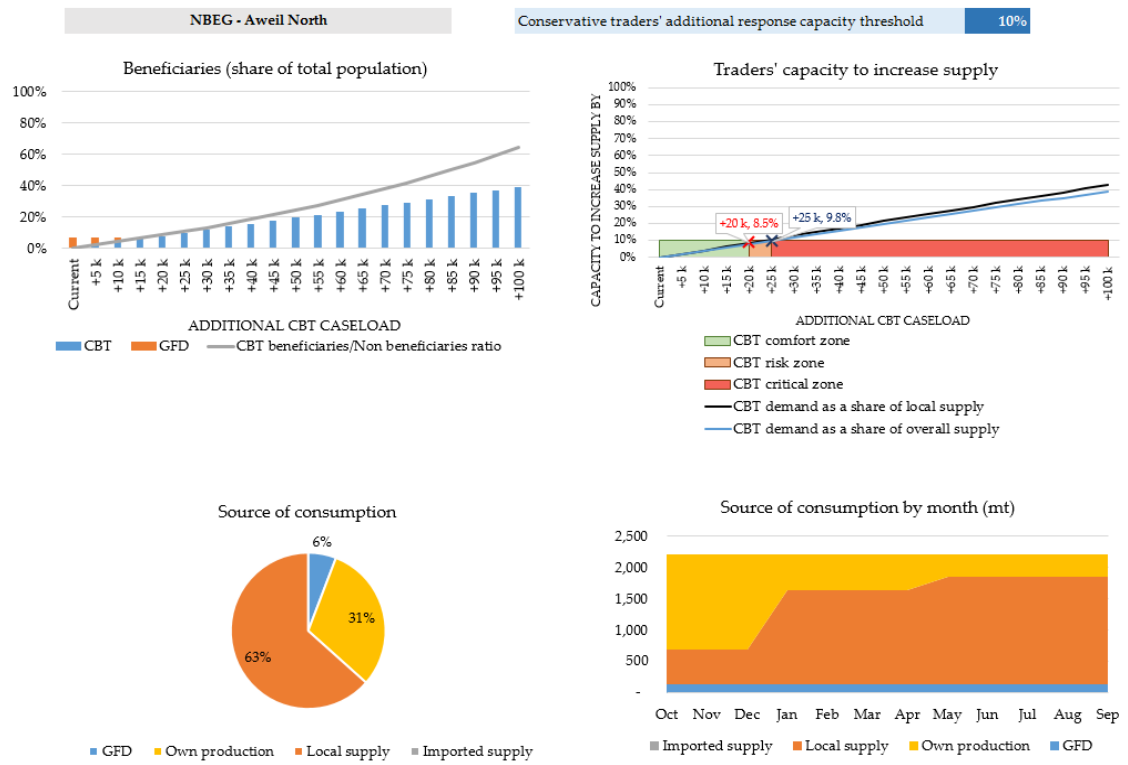 NBEG - Aweil North
Conservative traders' additional response capacity threshold
10%
Beneficiaries (share of total population)
100%
80%
60%
40%
20%
0%
Current
+5 k
+10 k
+15 k
+20 k
+25 k
+30 k
+35 k
+40 k
+45 k
+50 k
+55 k
+60 k
+65 k
+70 k
+75 k
+80 k
+85 k
+90 k
+95 k
+100 k
ADDITIONAL CBT CASELOAD
CBT
GFD
CBT beneficiaries/Non beneficiaries ratio
Traders' capacity to increase supply
CAPACITY TO INCREASE SUPPLY BY
100%
90%
80%
70%
60%
50%
40%
30%
20%
10%
0%
+20 k, 8.5%
+25 k, 9.8%
Current
+5 k
+10 k
+15 k
+20 k
+25 k
+30 k
+35 k
+40 k
+45 k
+50 k
+55 k
+60 k
+65 k
+70 k
+75 k
+80 k
+85 k
+90 k
+95 k
+100 k
ADDITIONAL CBT CASELOAD
CBT comfort zone
CBT risk zone
CBT critical zone
CBT demand as a share of local supply
CBT demand as a share of overall supply
Source of consumption
6%
31%
63%
GFD
Own production
Local supply
Imported supply
Source of consumption by month (mt)
2,500
2,000
1,500
1,000
500
-
Oct Nov Dec Jan Feb Mar Apr May Jun Jul Aug Sep
Imported supply
Local supply
Own production
GFD